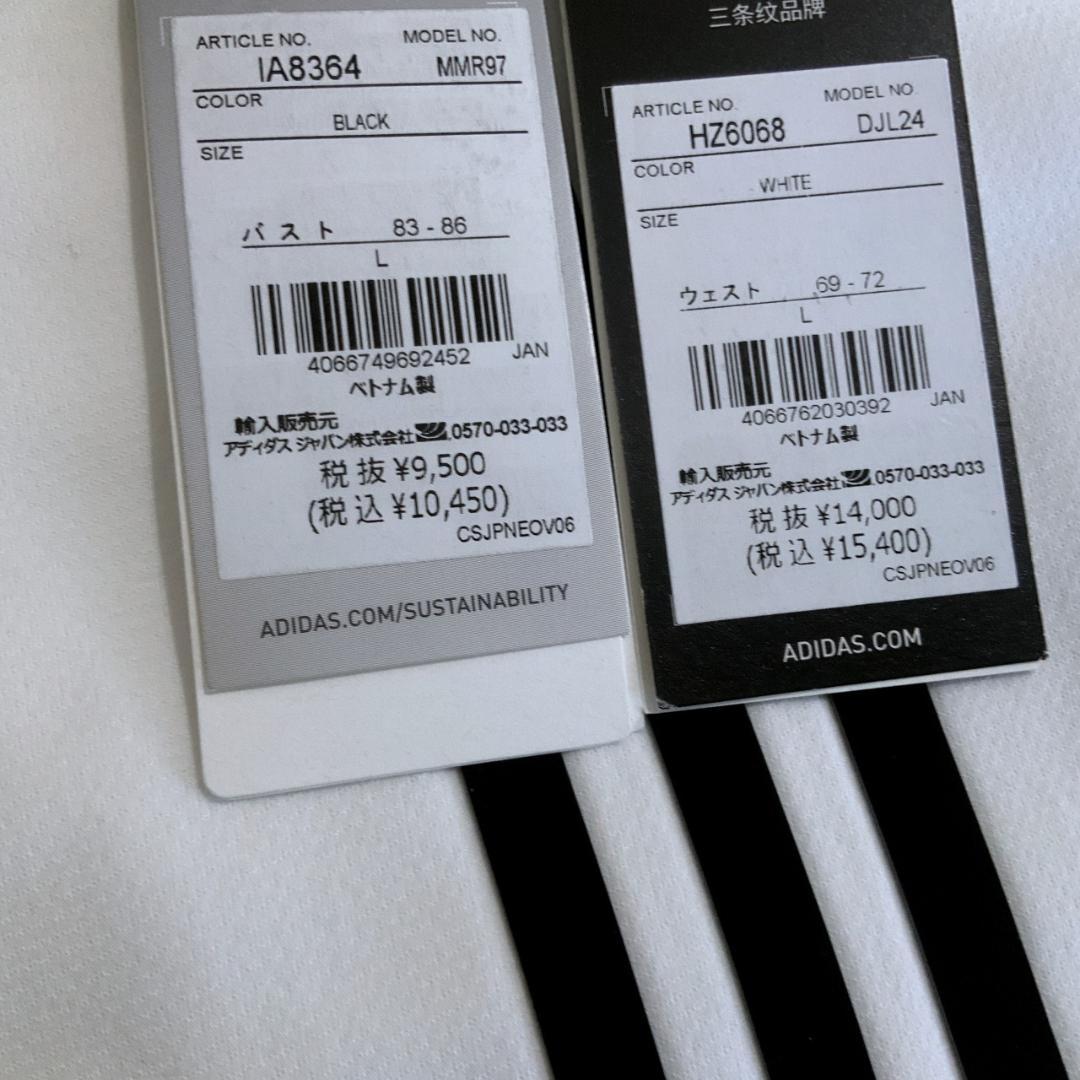 ARTICLE NO. MODEL NO.
IA8364 MMR97
COLOR
BLACK
SIZE
バスト 83 - 86
L
4066749692452 JAN
ベトナム製
輸入販売元
アディダス ジャパン株式会社 0570-033-033
税抜 ¥9,500
(税込 ¥10,450)
CSJPNEOV06
ADIDAS.COM/SUSTAINABILITY
三条纹品牌
ARTICLE NO. MODEL NO.
HZ6068 DJL24
COLOR
WHITE
SIZE
ウェスト 69 - 72
L
4066762030392 JAN
ベトナム製
輸入販売元
アディダス ジャパン株式会社 0570-033-033
税抜 ¥14,000
(税込 ¥15,400)
CSJPNEOV06
ADIDAS.COM